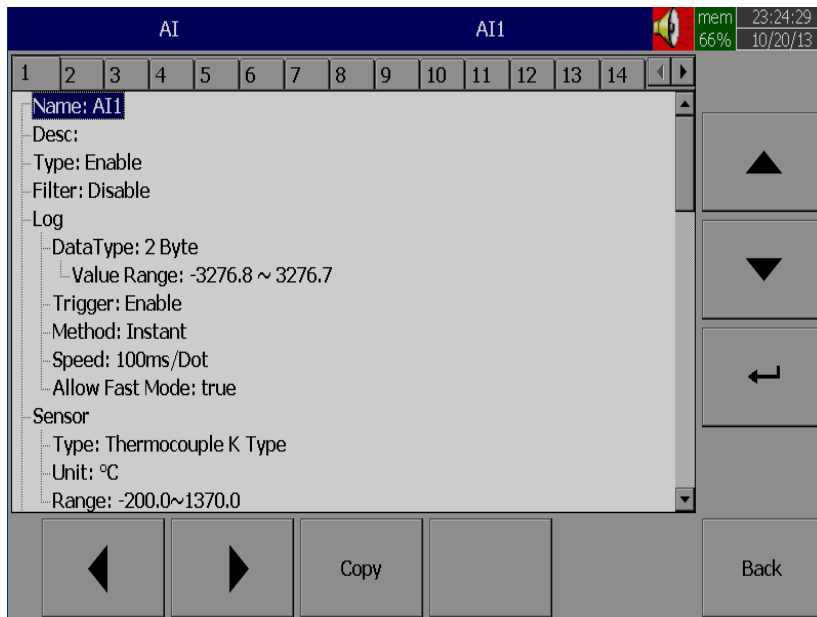 AI AI1 mem 23:24:29
66% 10/20/13
1 2 3 4 5 6 7 8 9 10 11 12 13 14
Name: AI1
Desc:
Type: Enable
Filter: Disable
Log
DataType: 2 Byte
Value Range: -3276.8 ~ 3276.7
Trigger: Enable
Method: Instant
Speed: 100ms/Dot
Allow Fast Mode: true
Sensor
Type: Thermocouple K Type
Unit: °C
Range: -200.0~1370.0
Copy Back